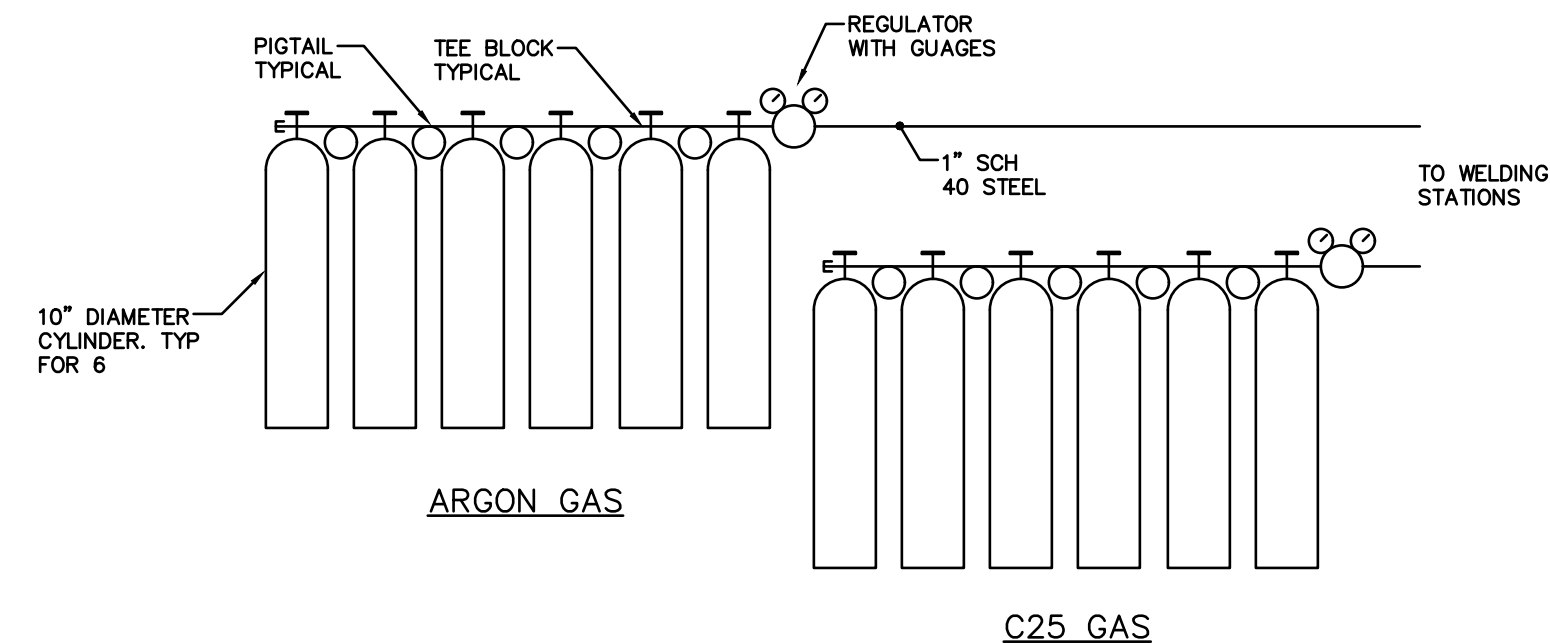 REGULATOR
WITH GUAGES
PIGTAIL
TYPICAL
TEE BLOCK
TYPICAL
1" SCH
40 STEEL
TO WELDING
STATIONS
10" DIAMETER
CYLINDER. TYP
FOR 6
ARGON GAS
C25 GAS